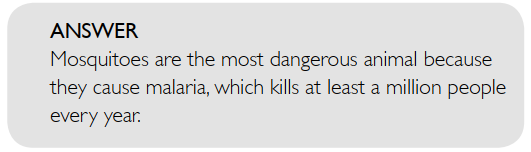 ANSWER
Mosquitoes are the most dangerous animal because
they cause malaria, which kills at least a million people
every year.